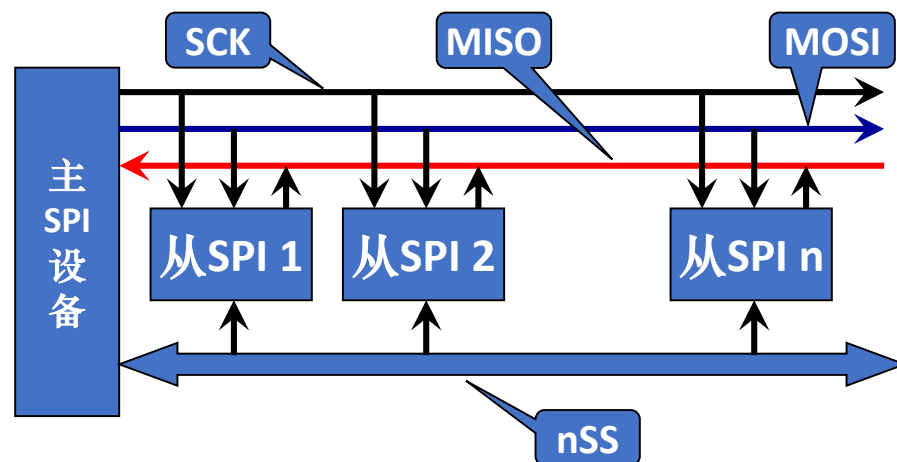 SCK
MISO
MOSI
主
SPI
设
备
从SPI 1
从SPI 2
从SPI n
nSS